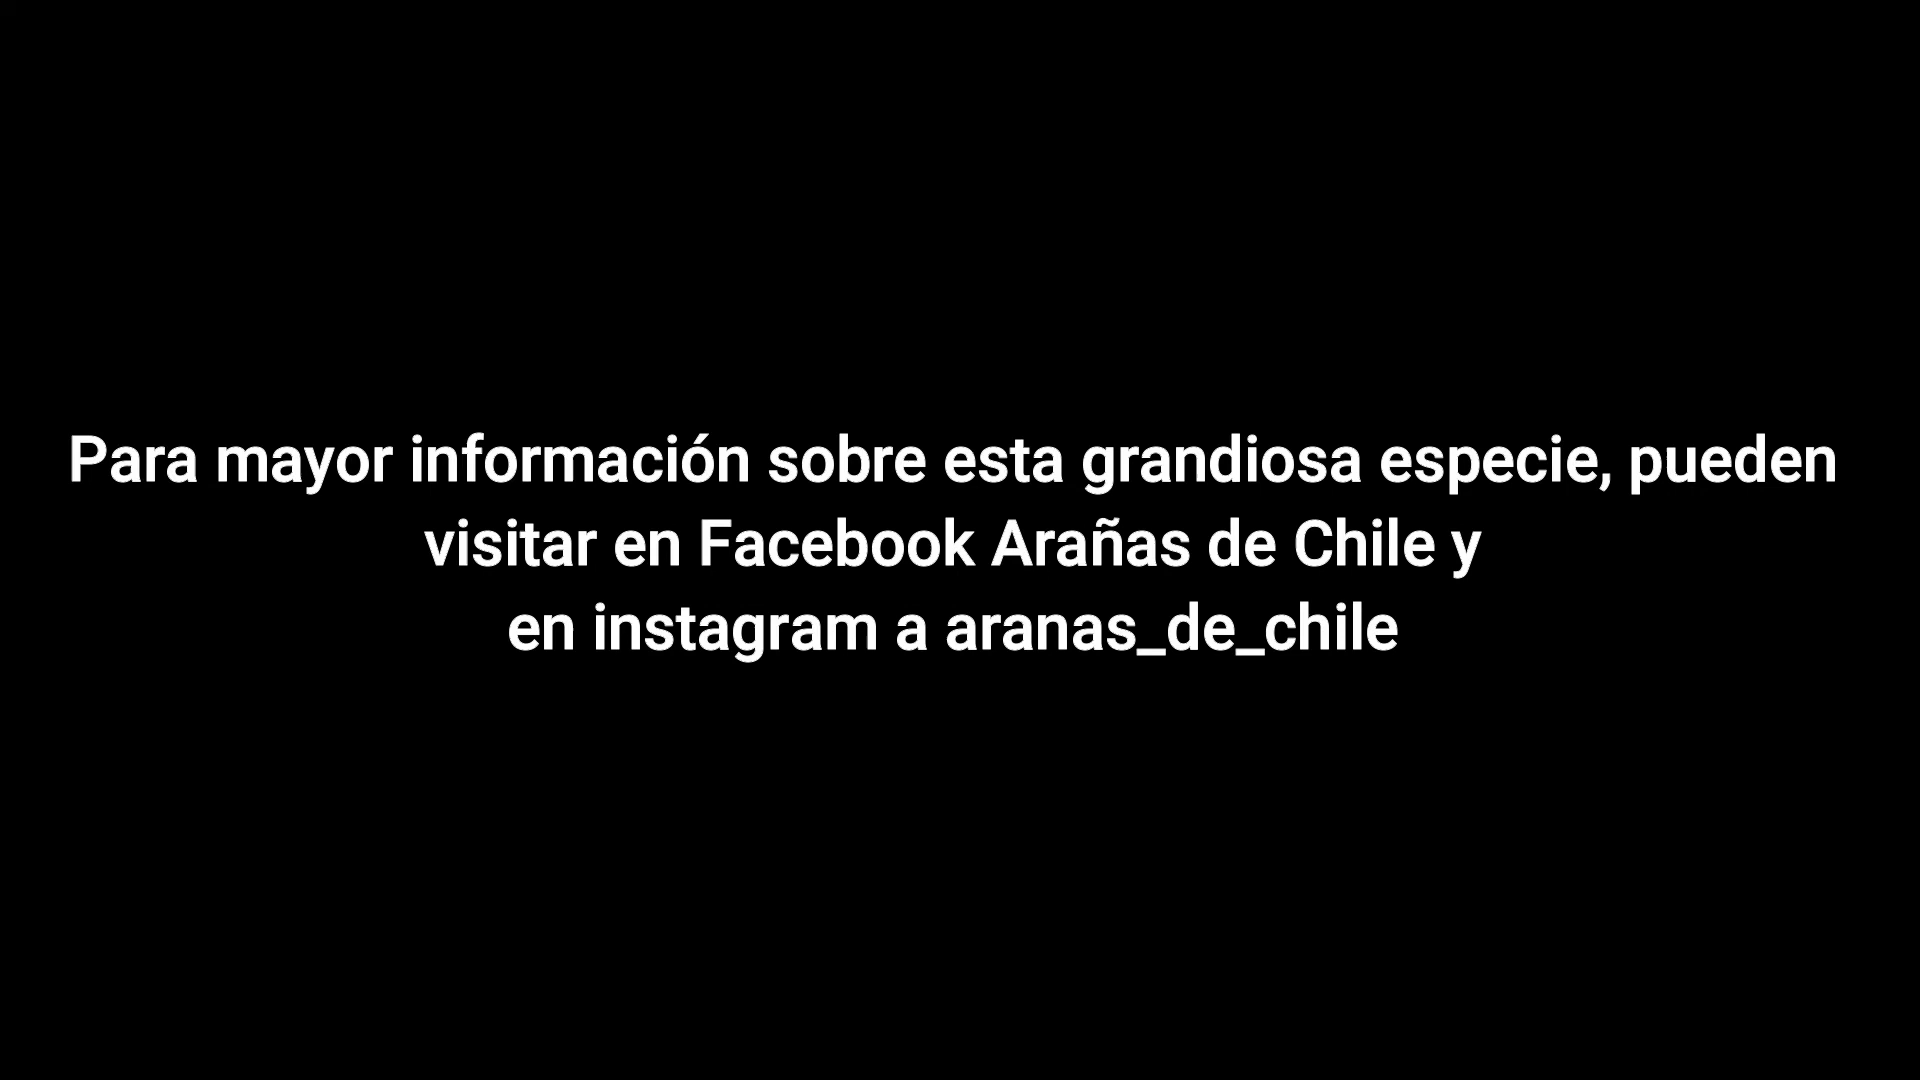 Para mayor información sobre esta grandiosa especie, pueden
visitar en Facebook Arañas de Chile y
en instagram a aranas_de_chile